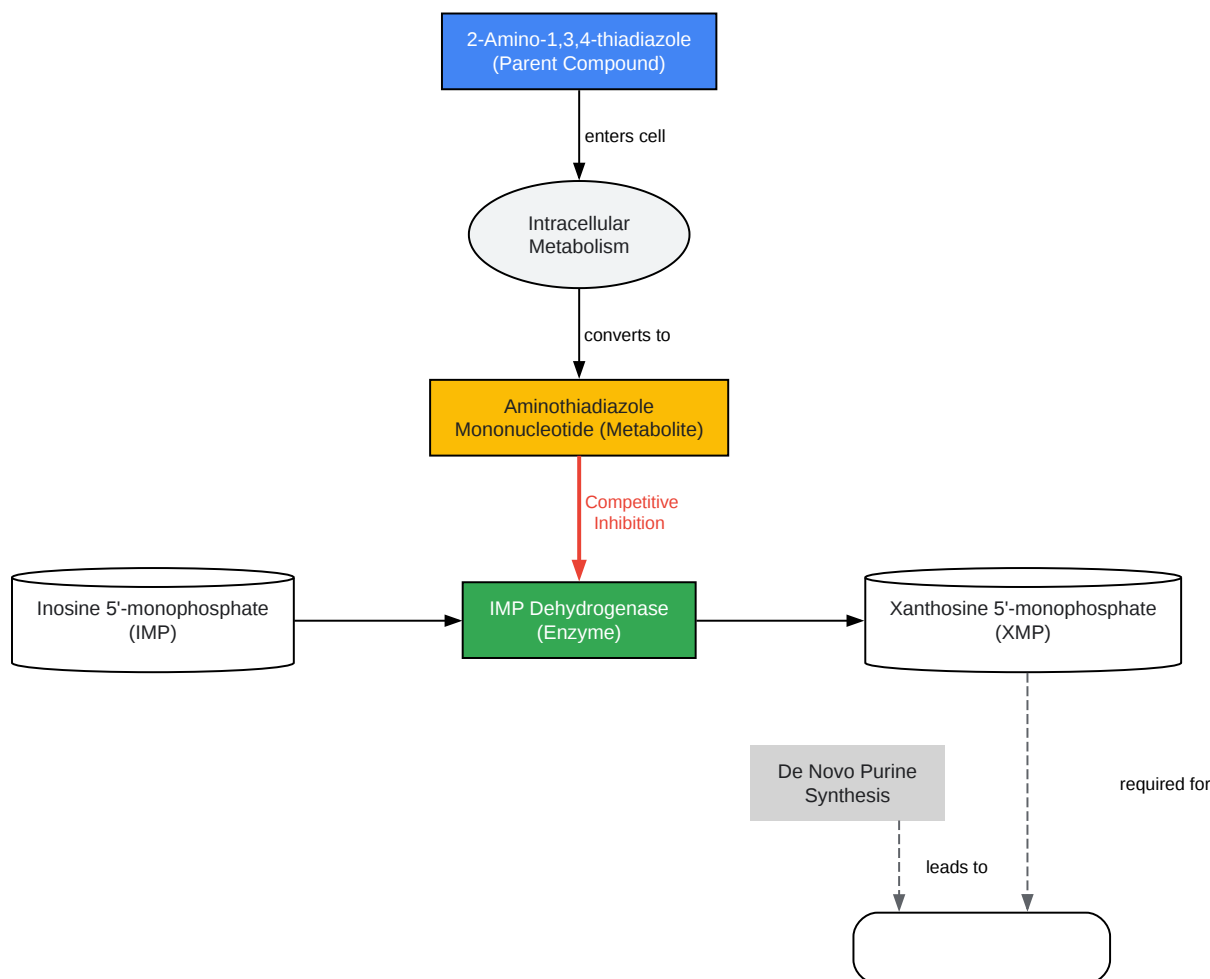 2-Amino-1,3,4-thiadiazole
(Parent Compound)
enters cell
Intracellular
Metabolism
converts to
Aminothiadiazole
Mononucleotide (Metabolite)
Competitive
Inhibition
Inosine 5'-monophosphate
(IMP)
IMP Dehydrogenase
(Enzyme)
Xanthosine 5'-monophosphate
(XMP)
De Novo Purine
Synthesis
required for
leads to